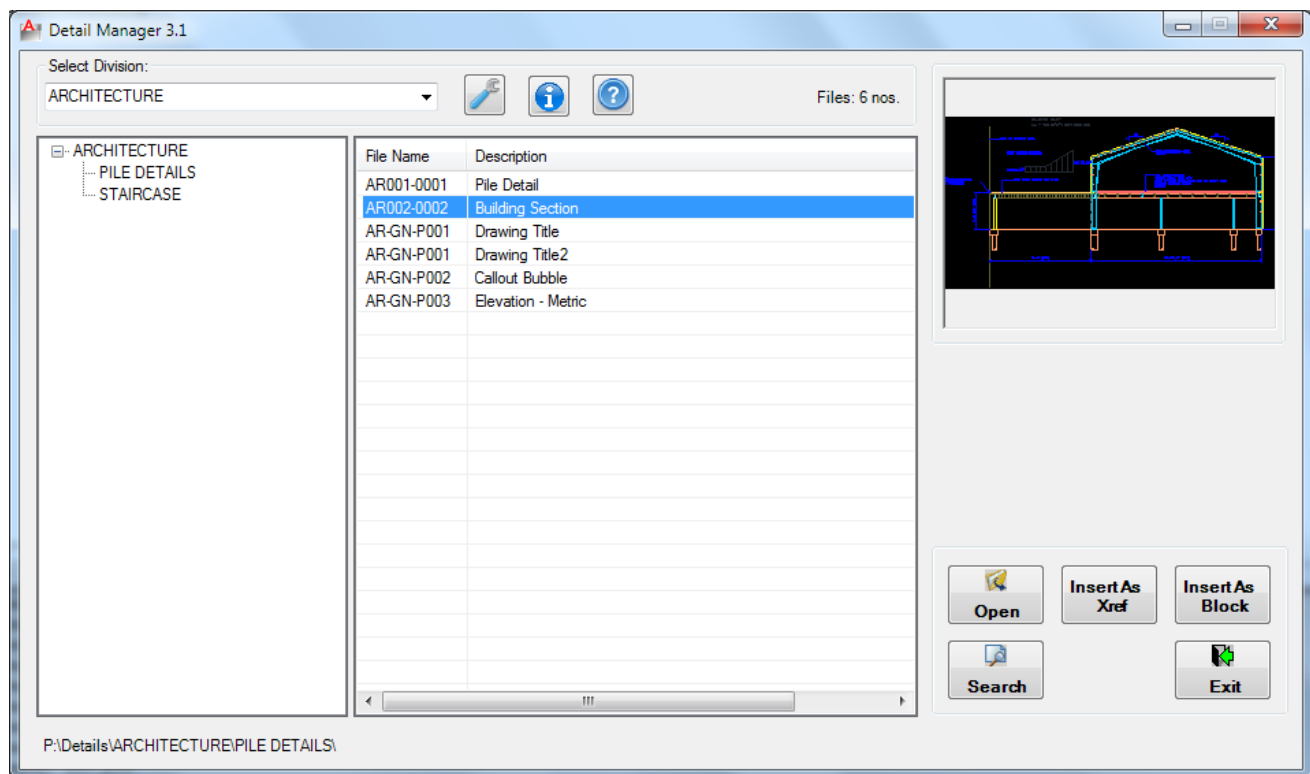 Detail Manager 3.1
Select Division:
ARCHITECTURE
Files: 6 nos.
ARCHITECTURE
PILE DETAILS
STAIRCASE
File Name Description
AR001-0001 Pile Detail
AR002-0002 Building Section
AR-GN-P001 Drawing Title
AR-GN-P001 Drawing Title2
AR-GN-P002 Callout Bubble
AR-GN-P003 Elevation - Metric
Open
Insert As
Xref
Insert As
Block
Search
Exit
P:\Details\ARCHITECTURE\PILE DETAILS\